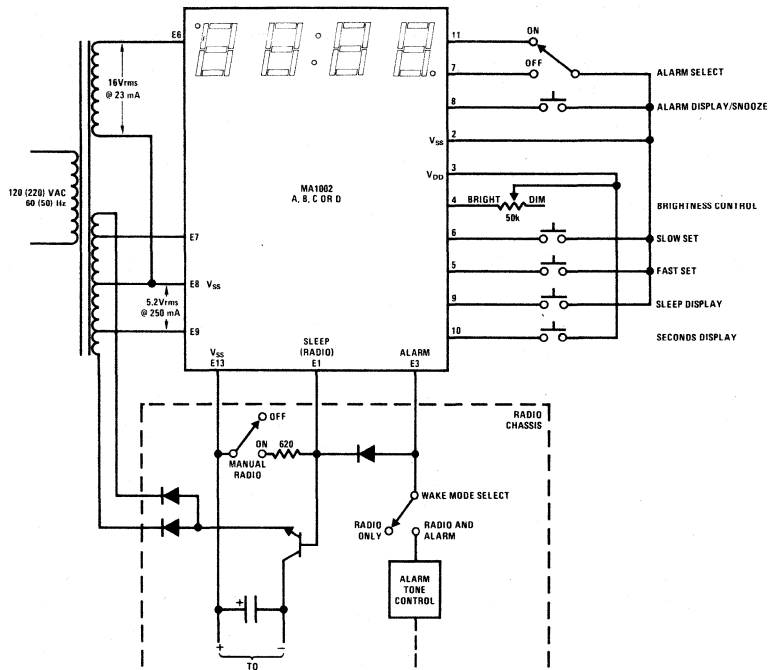 E6
16Vrms
@ 23 mA
120 (220) VAC
60 (50) Hz
E7
E8 VSS
5.2Vrms
@ 250 mA
E9
MA1002
A, B, C OR D
VSS
E13
SLEEP
(RADIO)
E1
ALARM
E3
11
ON
7
OFF
ALARM SELECT
8
ALARM DISPLAY/SNOOZE
VSS
2
VDD
3
4
BRIGHT
DIM
50k
BRIGHTNESS CONTROL
6
SLOW SET
5
FAST SET
9
SLEEP DISPLAY
10
SECONDS DISPLAY
RADIO
CHASSIS
OFF
ON
620
MANUAL
RADIO
WAKE MODE SELECT
RADIO
ONLY
RADIO AND
ALARM
ALARM
TONE
CONTROL
+
+
−
TO